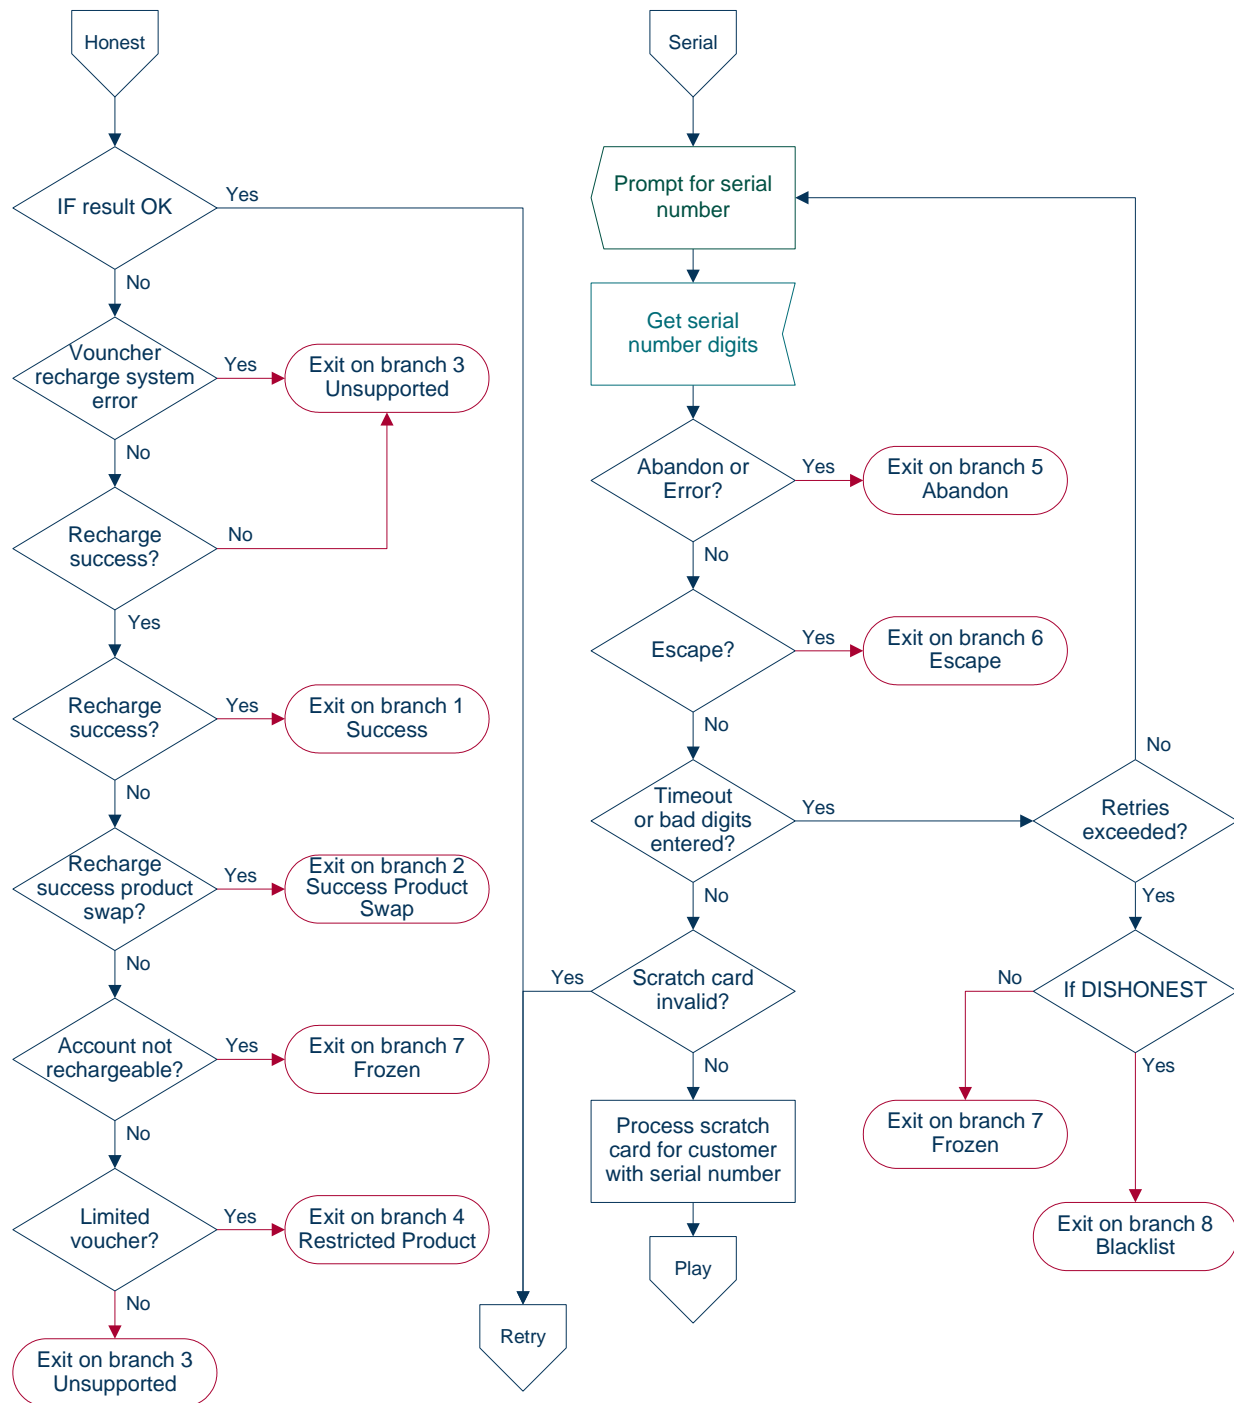 Honest
IF result OK
Yes
No
Vouncher
recharge system
error
Yes
Exit on branch 3
Unsupported
No
Recharge
success?
No
Yes
Recharge
success?
Yes
Exit on branch 1
Success
No
Recharge
success product
swap?
Yes
Exit on branch 2
Success Product
Swap
No
Account not
rechargeable?
Yes
Exit on branch 7
Frozen
No
Limited
voucher?
Yes
Exit on branch 4
Restricted Product
No
Exit on branch 3
Unsupported
Retry
Serial
Prompt for serial
number
Get serial
number digits
Abandon or
Error?
Yes
Exit on branch 5
Abandon
No
Escape?
Yes
Exit on branch 6
Escape
No
Timeout
or bad digits
entered?
Yes
No
Retries
exceeded?
No
Yes
Yes
Scratch card
invalid?
No
If DISHONEST
No
Yes
Process scratch
card for customer
with serial number
Exit on branch 7
Frozen
Exit on branch 8
Blacklist
Play